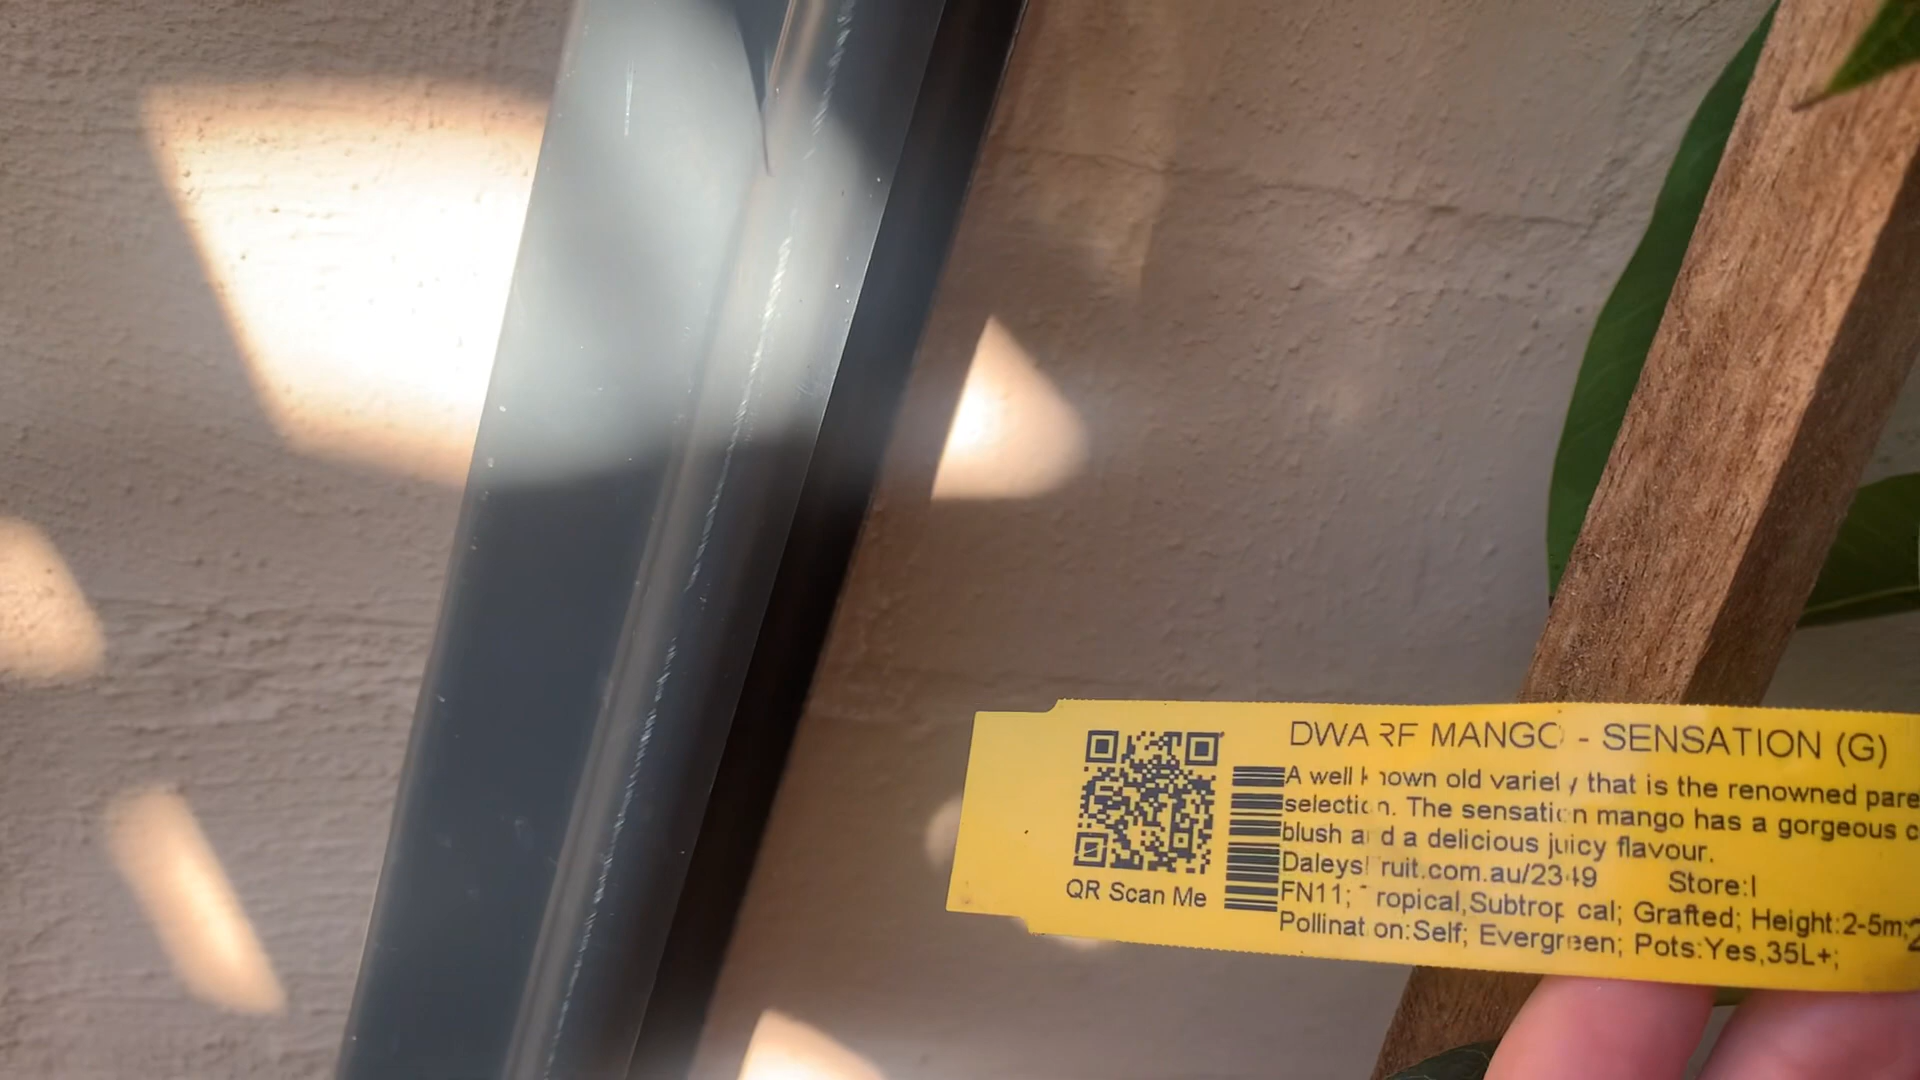 DWARF MANGO - SENSATION (G)
A well known old variety that is the renowned pare
selection. The sensation mango has a gorgeous c
blush and a delicious juicy flavour.
Daleysfruit.com.au/2349 Store:I
FN11; Tropical,Subtropical; Grafted; Height:2-5m;2
Pollination:Self; Evergreen; Pots:Yes,35L+;
QR Scan Me